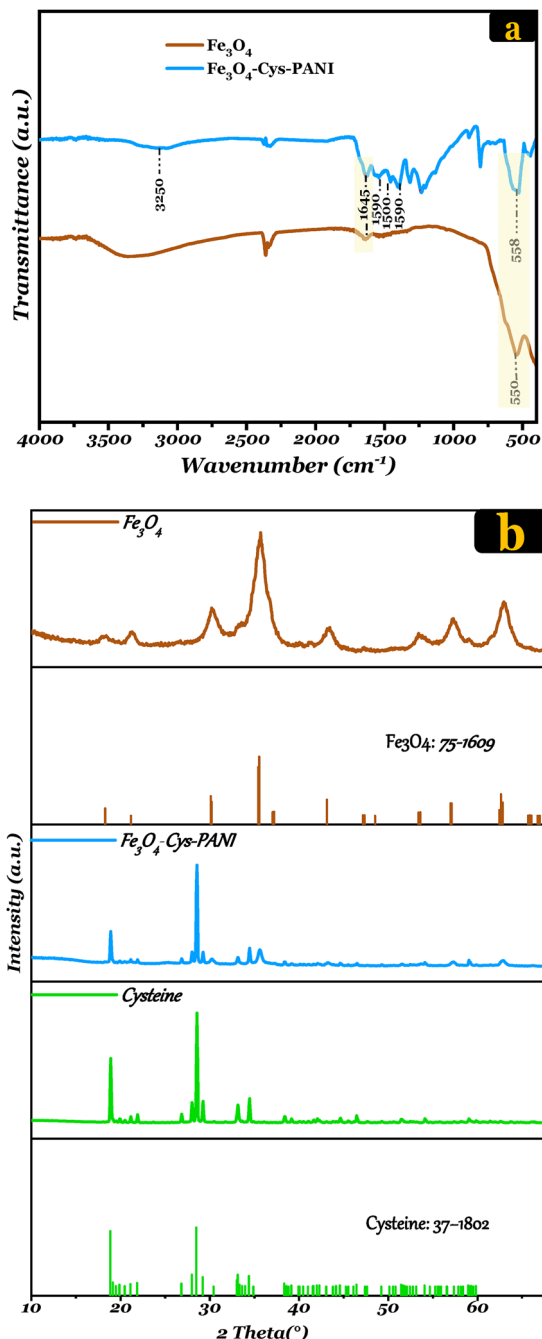 a
Fe₃O₄
Fe₃O₄-Cys-PANI
Transmittance (a.u.)
3250
1645
1590
1500
1590
558
550
4000 3500 3000 2500 2000 1500 1000 500
Wavenumber (cm⁻¹)
b
Fe₃O₄
Fe3O4: 75-1609
Fe₃O₄-Cys-PANI
Intensity (a.u.)
Cysteine
Cysteine: 37–1802
10 20 30 40 50 60
2 Theta(°)